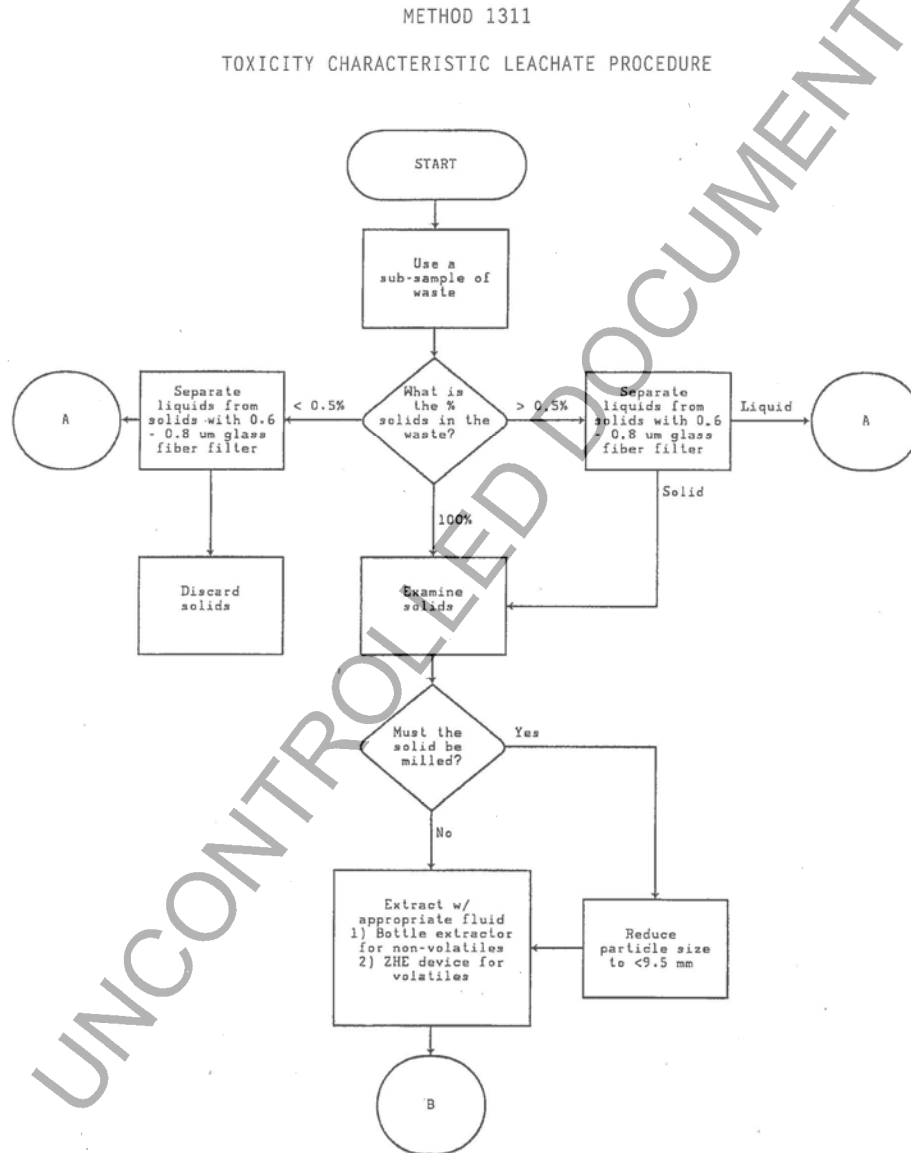 METHOD 1311
TOXICITY CHARACTERISTIC LEACHATE PROCEDURE
START
Use a
sub-sample of
waste
A
Separate
liquids from
solids with 0.6
- 0.8 um glass
fiber filter
< 0.5%
What is
the %
solids in the
waste?
> 0.5%
Separate
liquids from
solids with 0.6
- 0.8 um glass
fiber filter
Liquid
A
Solid
100%
Discard
solids
Examine
solids
Must the
solid be
milled?
Yes
No
Extract w/
appropriate fluid
1) Bottle extractor
for non-volatiles
2) ZHE device for
volatiles
Reduce
particle size
to <9.5 mm
B
UNCONTROLLED DOCUMENT